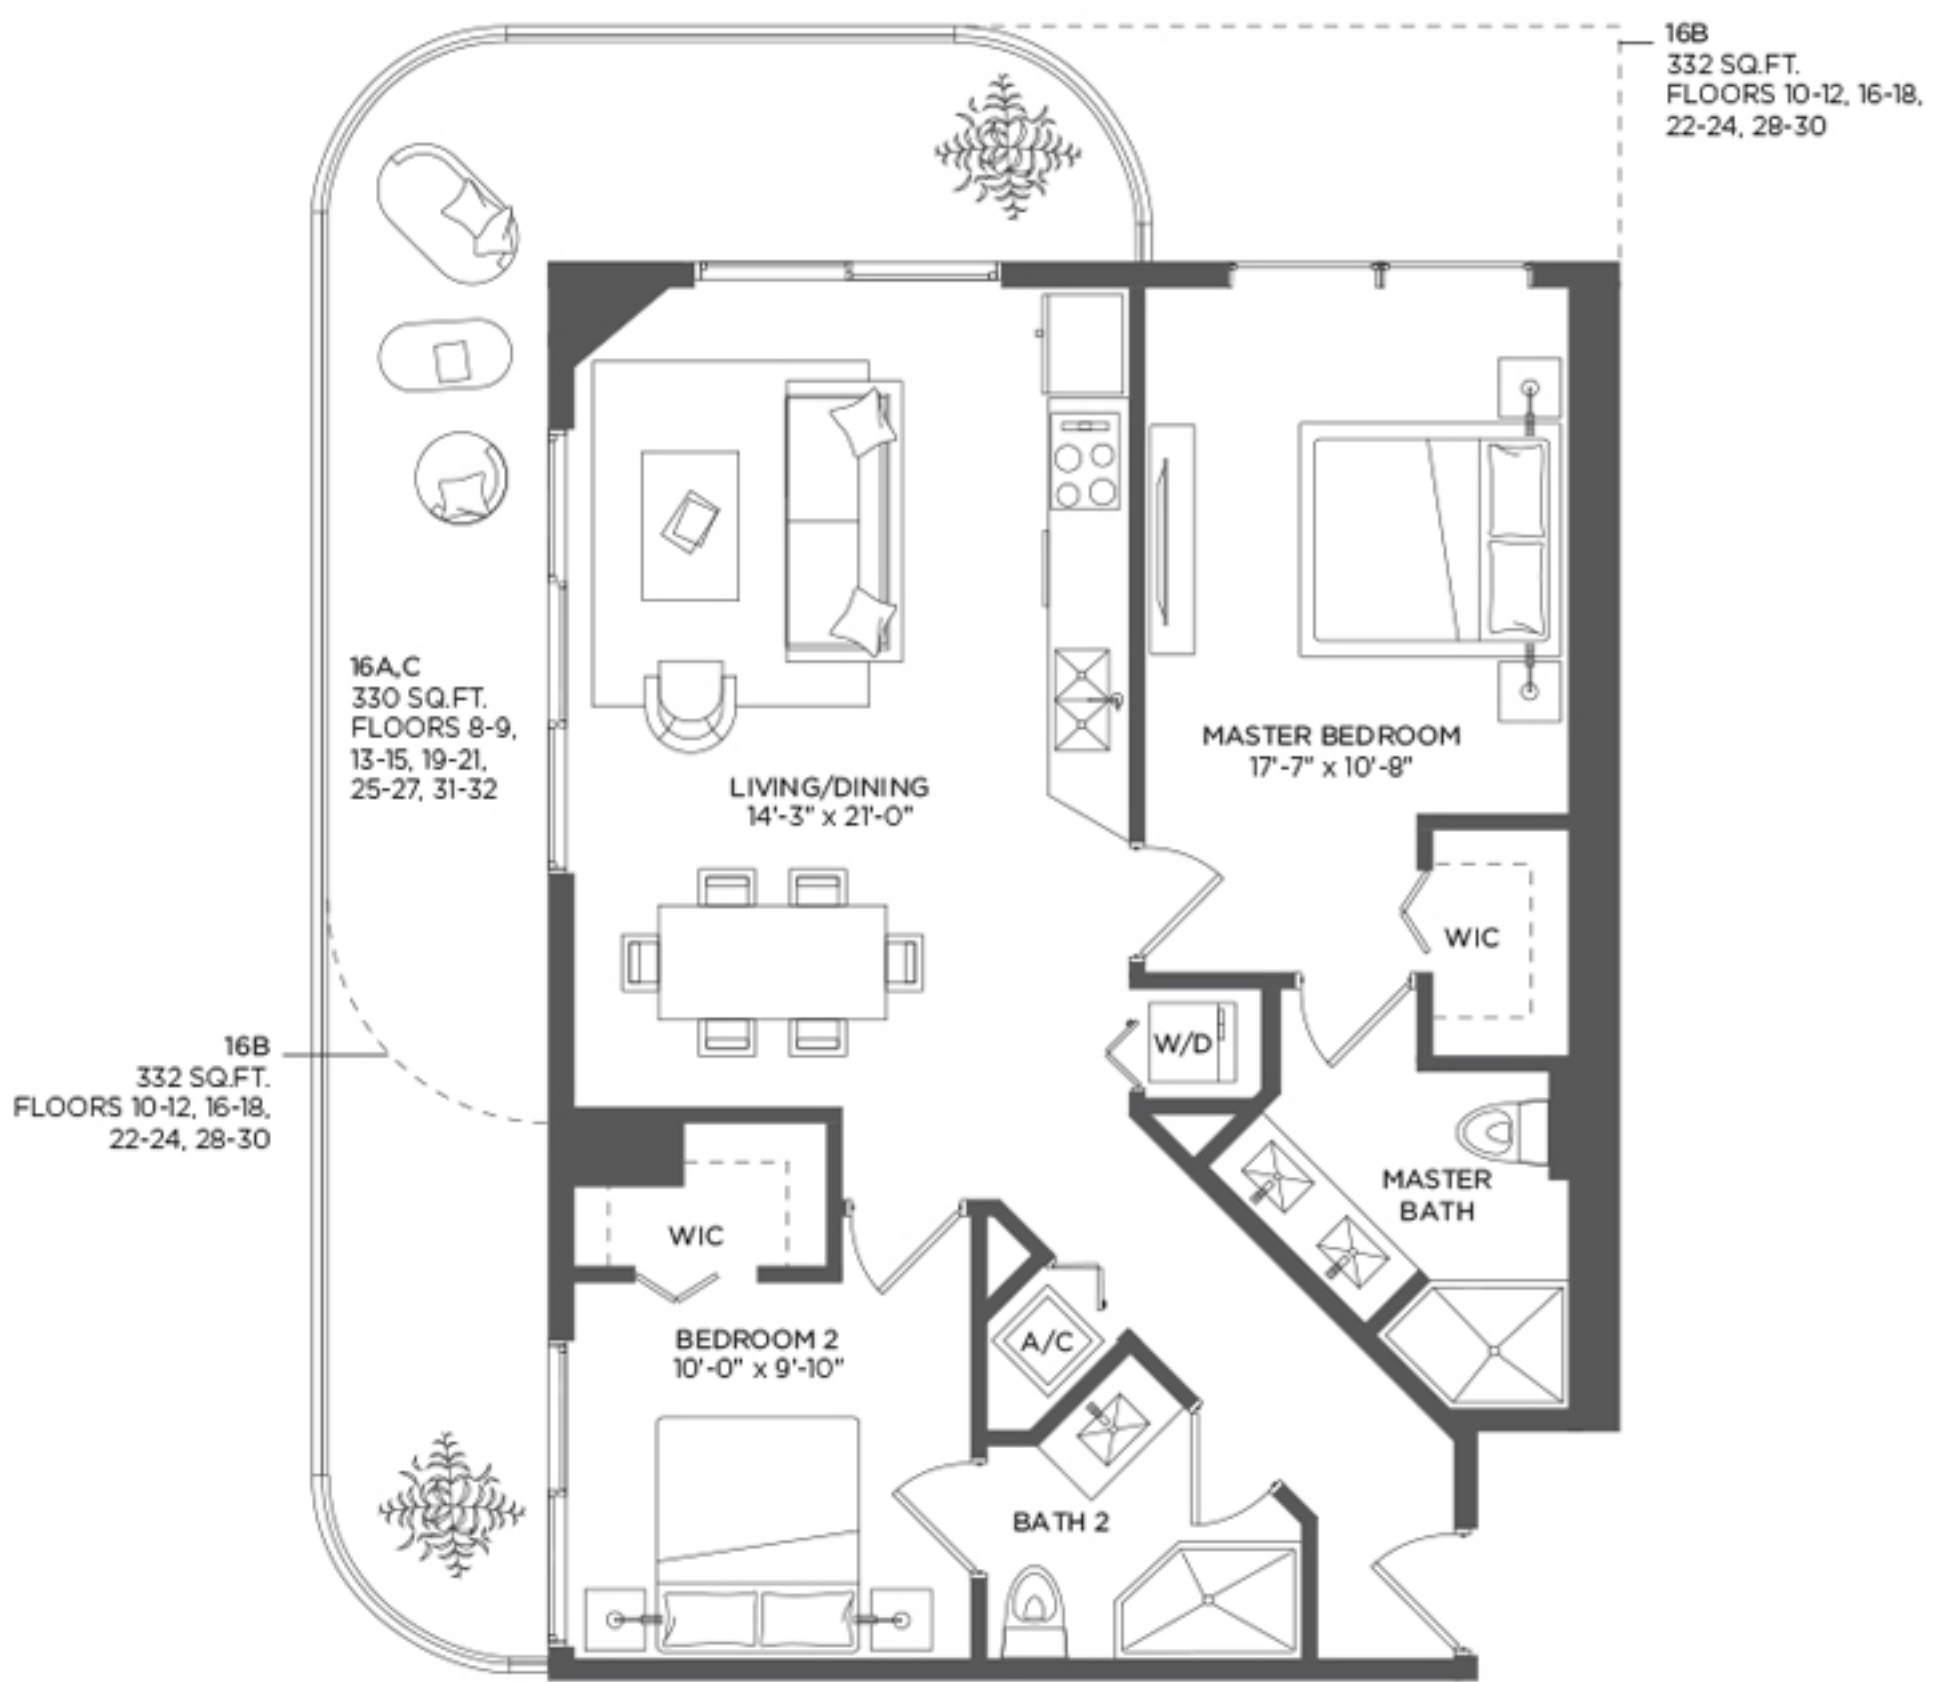 16B
332 SQ.FT.
FLOORS 10-12, 16-18,
22-24, 28-30
16A,C
330 SQ.FT.
FLOORS 8-9,
13-15, 19-21,
25-27, 31-32
MASTER BEDROOM
17'-7" x 10'-8"
LIVING/DINING
14'-3" x 21'-0"
WIC
W/D
16B
332 SQ.FT.
FLOORS 10-12, 16-18,
22-24, 28-30
MASTER
BATH
WIC
BEDROOM 2
10'-0" x 9'-10"
A/C
BATH 2